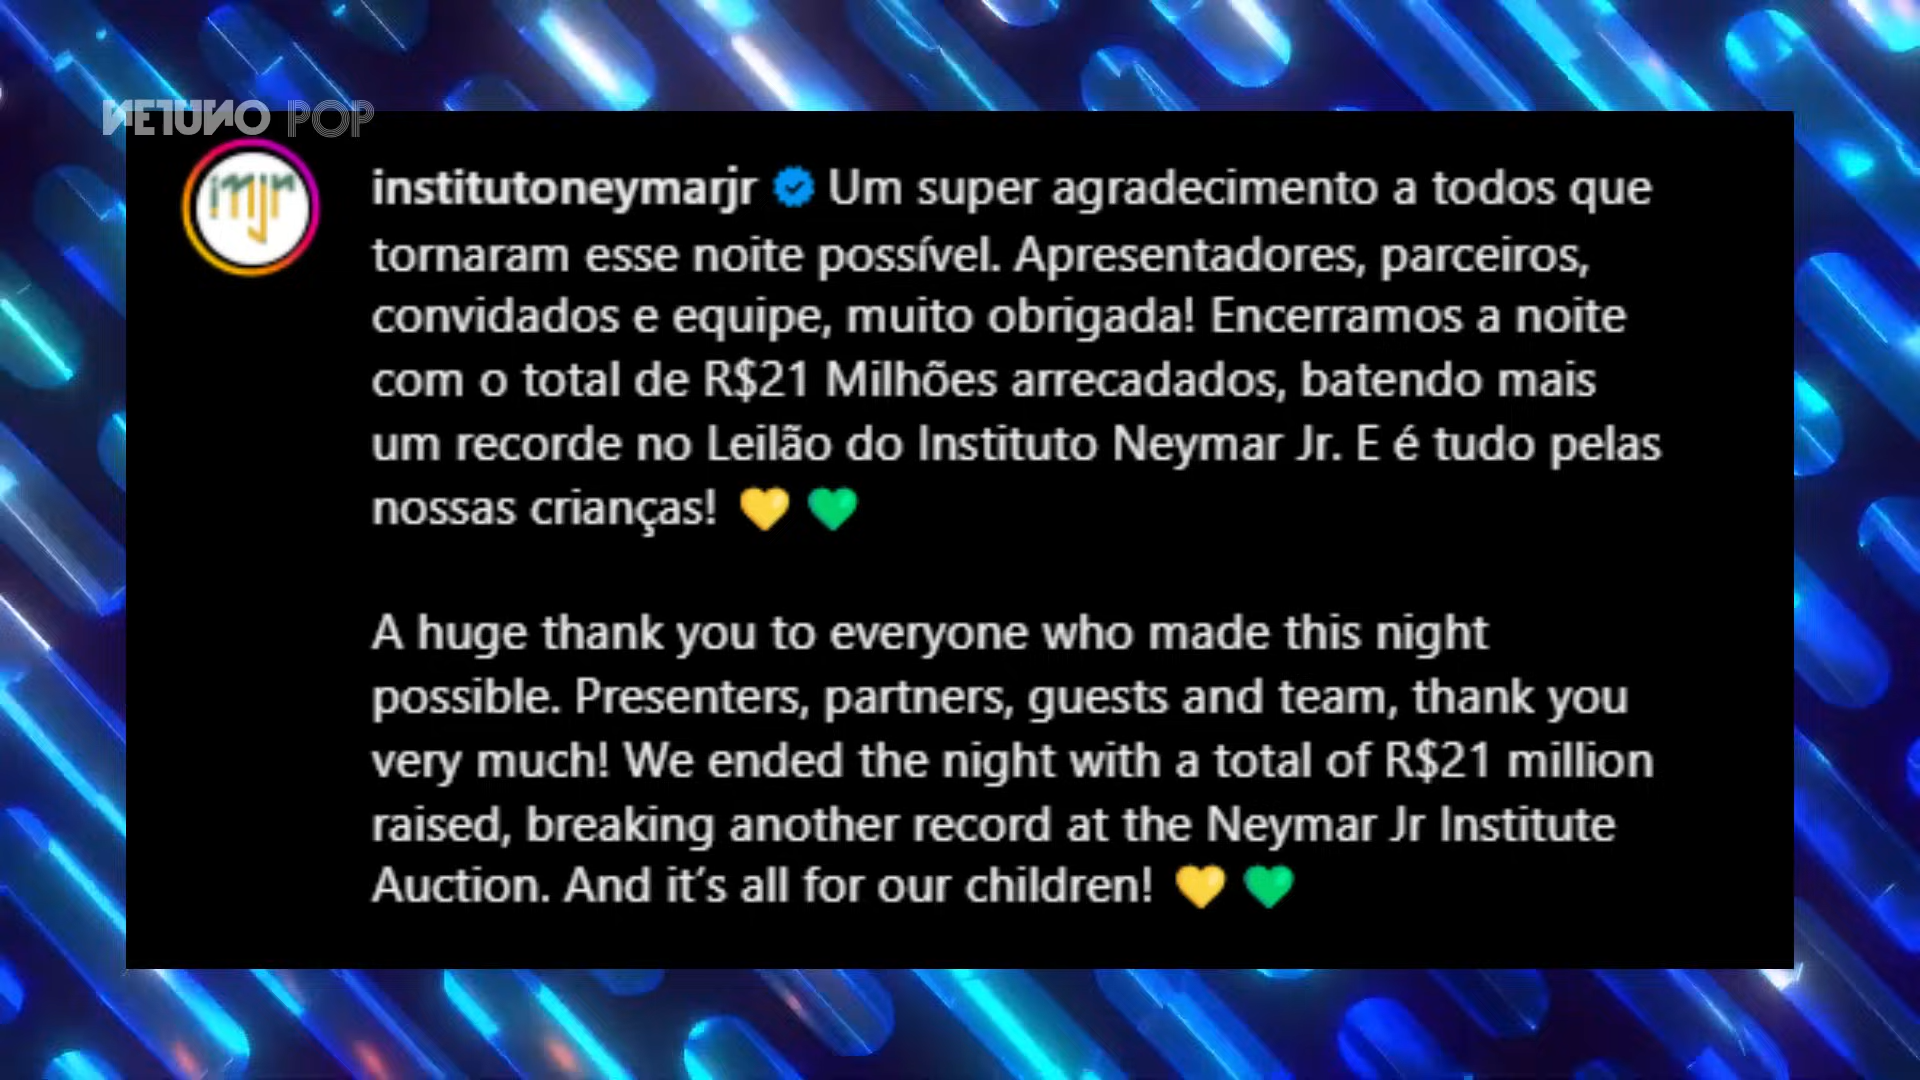 NETUNO POP
injr
institutoneymarjr Um super agradecimento a todos que
tornaram esse noite possível. Apresentadores, parceiros,
convidados e equipe, muito obrigada! Encerramos a noite
com o total de R$21 Milhões arrecadados, batendo mais
um recorde no Leilão do Instituto Neymar Jr. E é tudo pelas
nossas crianças! 💛 💚
A huge thank you to everyone who made this night
possible. Presenters, partners, guests and team, thank you
very much! We ended the night with a total of R$21 million
raised, breaking another record at the Neymar Jr Institute
Auction. And it’s all for our children! 💛 💚